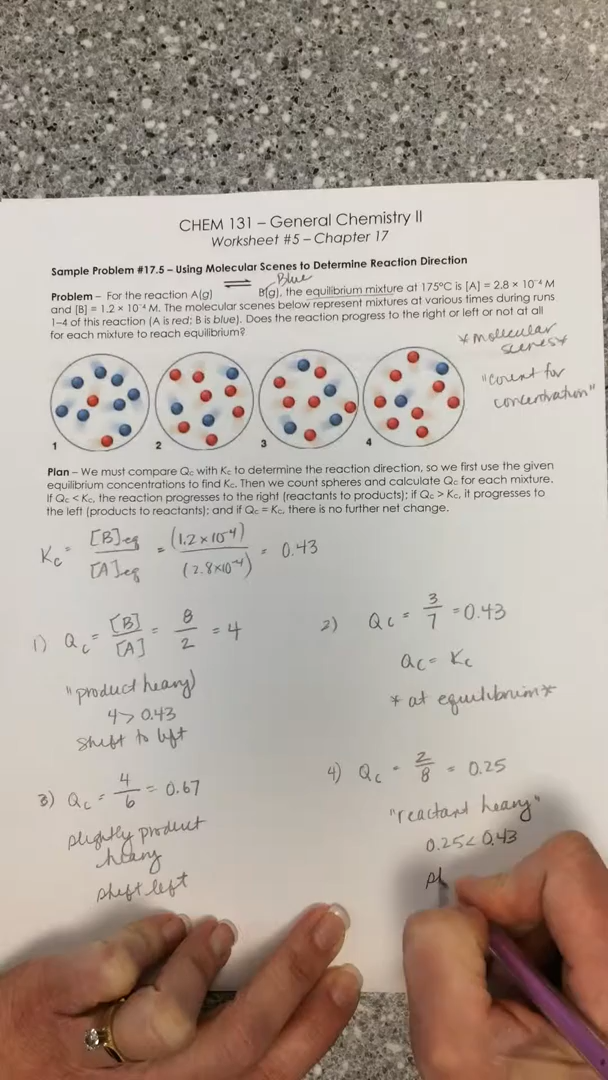 CHEM 131 – General Chemistry II
Worksheet #5 – Chapter 17
Sample Problem #17.5 – Using Molecular Scenes to Determine Reaction Direction
Blue
Problem – For the reaction A(g) ⇌ B(g), the equilibrium mixture at 175°C is [A] = 2.8 × 10⁻⁴ M
and [B] = 1.2 × 10⁻⁴ M. The molecular scenes below represent mixtures at various times during runs
1–4 of this reaction (A is red; B is blue). Does the reaction progress to the right or left or not at all
for each mixture to reach equilibrium?
*molecular
scenes*
"count for
concentration"
1 2 3 4
Plan – We must compare Qc with Kc to determine the reaction direction, so we first use the given
equilibrium concentrations to find Kc. Then we count spheres and calculate Qc for each mixture.
If Qc < Kc, the reaction progresses to the right (reactants to products); if Qc > Kc, it progresses to
the left (products to reactants); and if Qc = Kc, there is no further net change.
Kc = [B]eq / [A]eq = (1.2×10⁻⁴) / (2.8×10⁻⁴) = 0.43
1) Qc = [B] / [A] = 8 / 2 = 4
"product heavy)
4 > 0.43
shift to left
2) Qc = 3 / 7 = 0.43
Qc = Kc
* at equilibrium *
3) Qc = 4 / 6 = 0.67
slightly product
heavy
shift left
4) Qc = 2 / 8 = 0.25
"reactant heavy"
0.25 < 0.43
sh